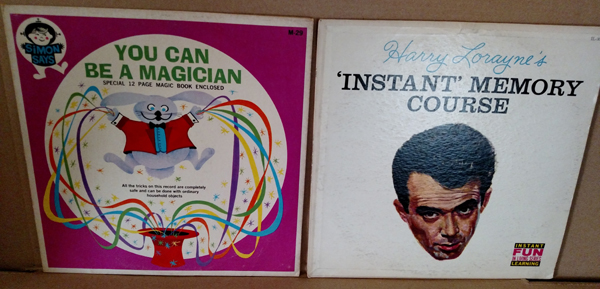 SIMON
SAYS
M-29
YOU CAN
BE A MAGICIAN
SPECIAL 12 PAGE MAGIC BOOK ENCLOSED
All the tricks on this record are completely
safe and can be done with ordinary
household objects
Harry Lorayne's
'INSTANT' MEMORY
COURSE
INSTANT
FUN
LEARNING